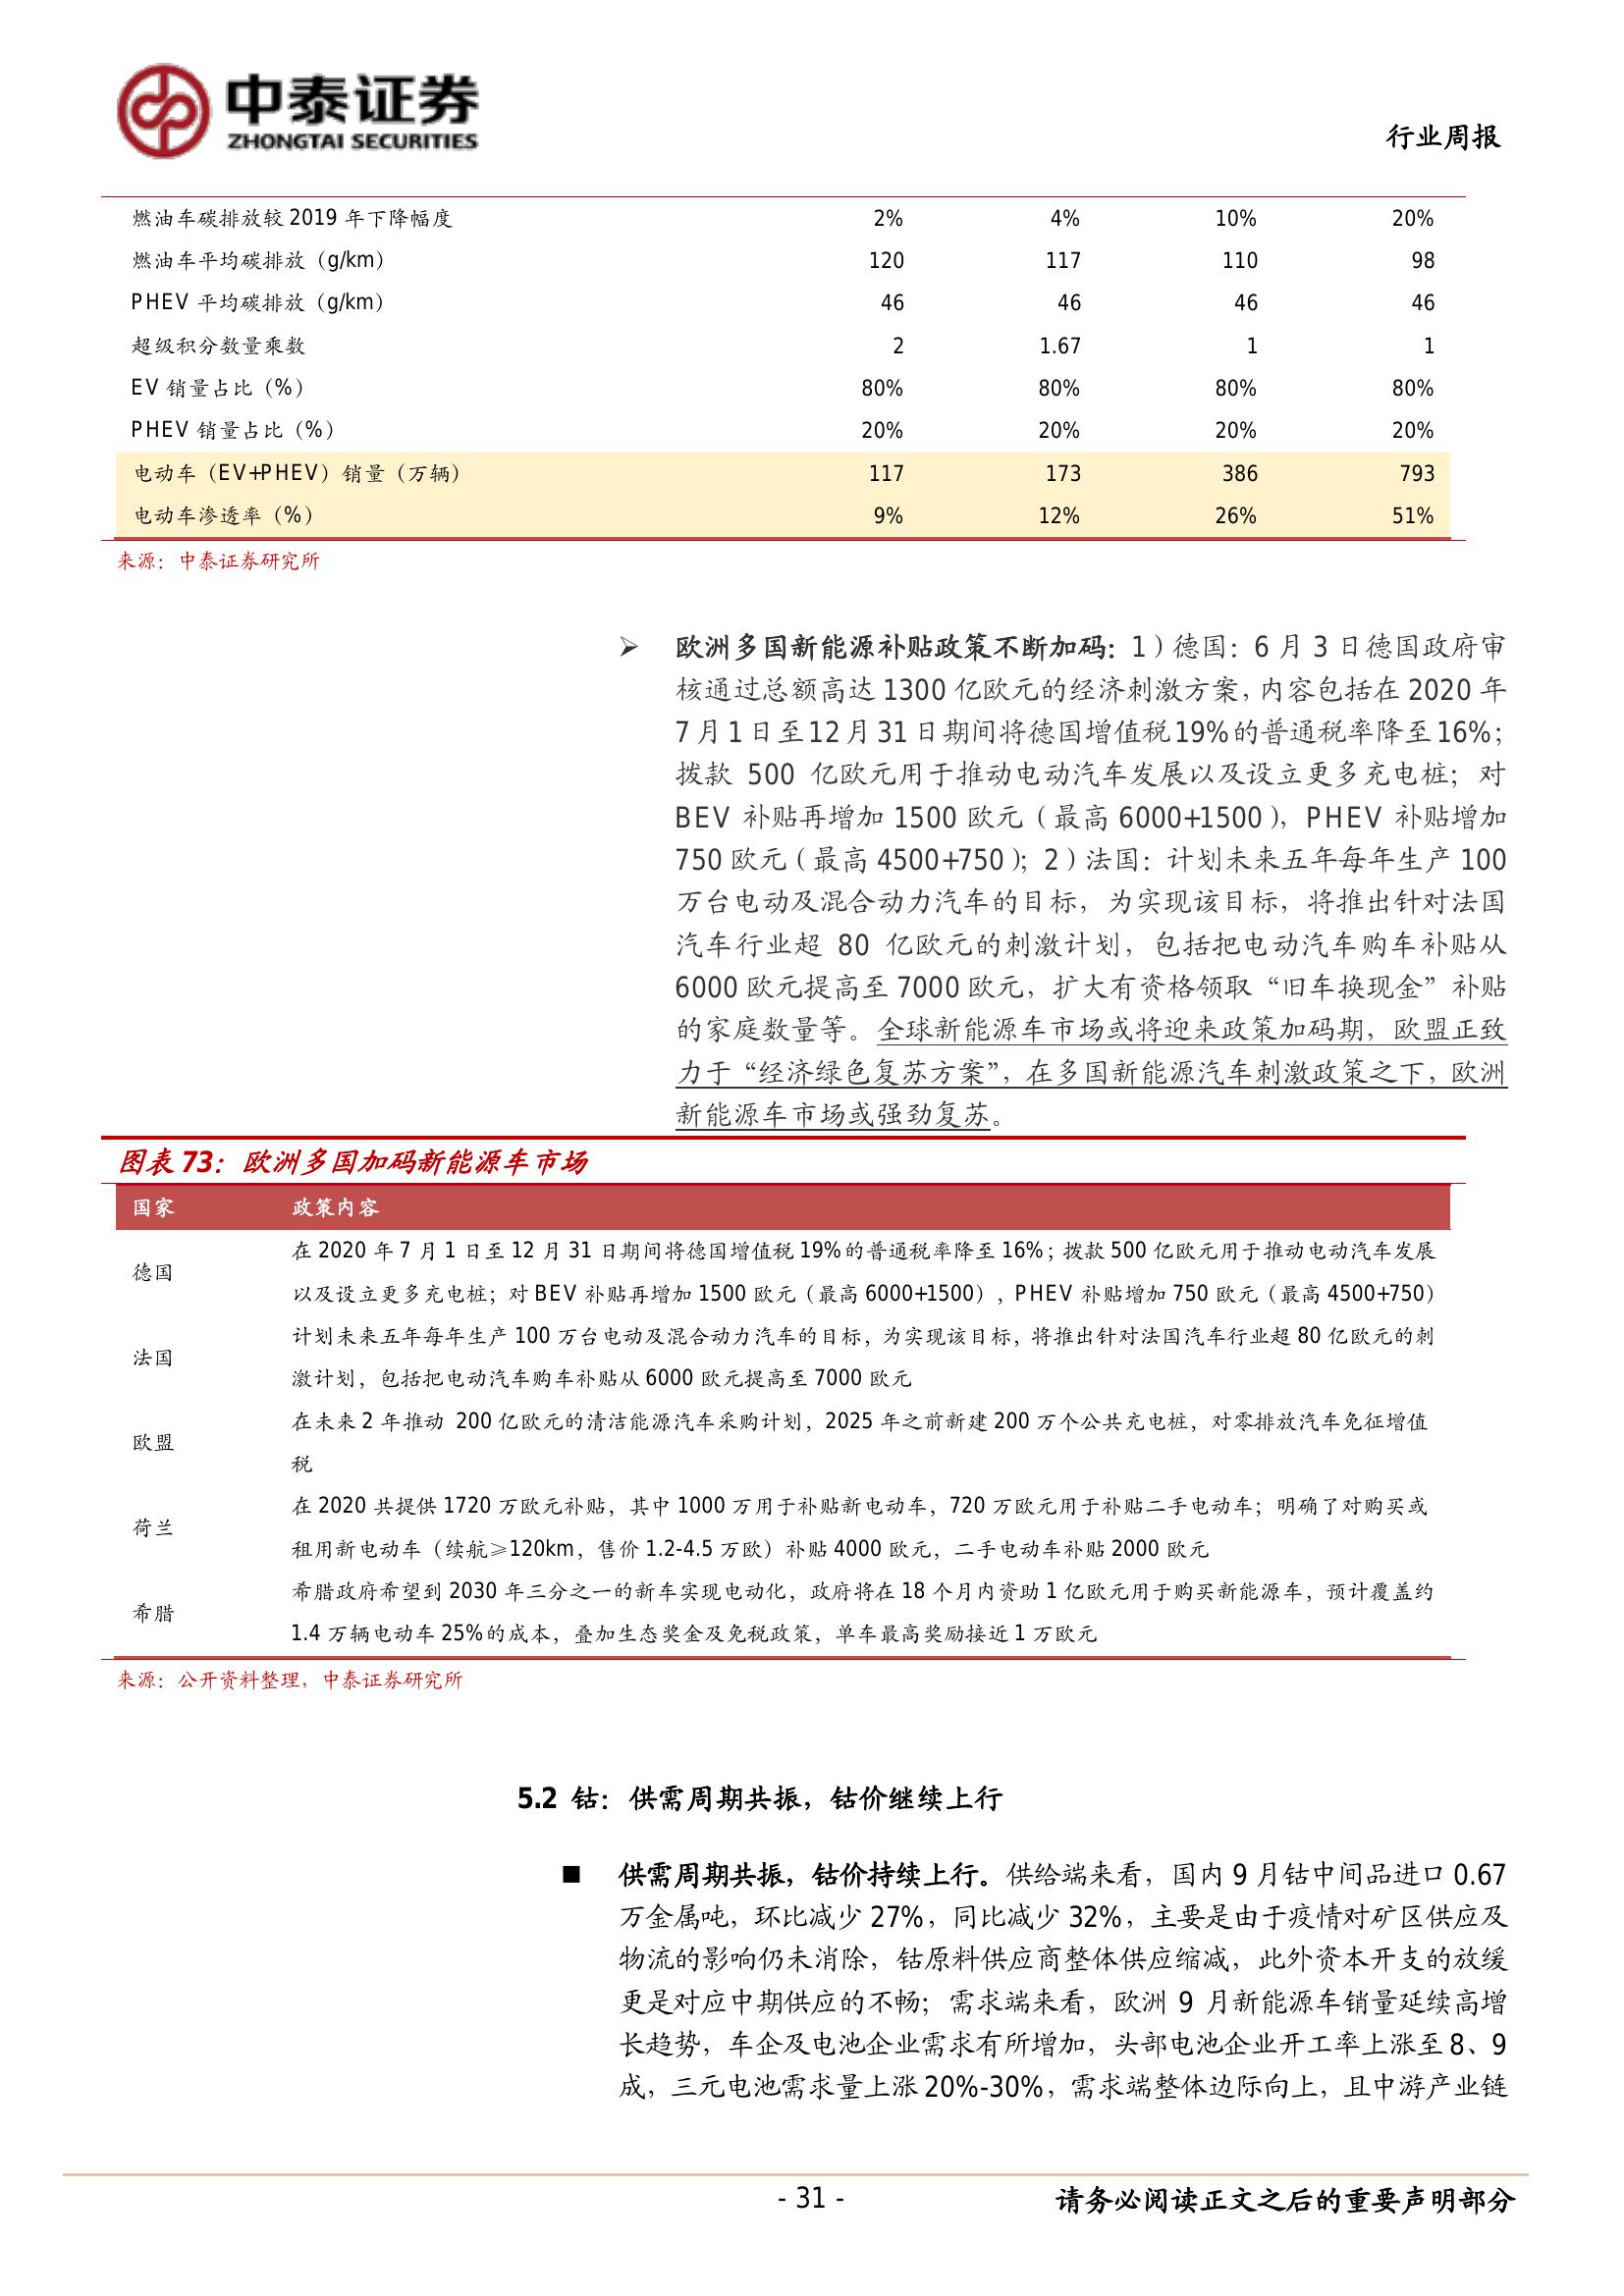 中泰证券
ZHONGTAI SECURITIES
行业周报
燃油车碳排放较 2019 年下降幅度 2% 4% 10% 20%
燃油车平均碳排放（g/km） 120 117 110 98
PHEV 平均碳排放（g/km） 46 46 46 46
超级积分数量乘数 2 1.67 1 1
EV 销量占比（%） 80% 80% 80% 80%
PHEV 销量占比（%） 20% 20% 20% 20%
电动车（EV+PHEV）销量（万辆） 117 173 386 793
电动车渗透率（%） 9% 12% 26% 51%
来源：中泰证券研究所
➢ 欧洲多国新能源补贴政策不断加码：1）德国：6 月 3 日德国政府审
核通过总额高达 1300 亿欧元的经济刺激方案，内容包括在 2020 年
7 月 1 日至 12 月 31 日期间将德国增值税 19%的普通税率降至 16%；
拨款 500 亿欧元用于推动电动汽车发展以及设立更多充电桩；对
BEV 补贴再增加 1500 欧元（最高 6000+1500），PHEV 补贴增加
750 欧元（最高 4500+750）；2）法国：计划未来五年每年生产 100
万台电动及混合动力汽车的目标，为实现该目标，将推出针对法国
汽车行业超 80 亿欧元的刺激计划，包括把电动汽车购车补贴从
6000 欧元提高至 7000 欧元，扩大有资格领取“旧车换现金”补贴
的家庭数量等。全球新能源车市场或将迎来政策加码期，欧盟正致
力于“经济绿色复苏方案”，在多国新能源汽车刺激政策之下，欧洲
新能源车市场或强劲复苏。
图表 73：欧洲多国加码新能源车市场
国家 政策内容
德国
在 2020 年 7 月 1 日至 12 月 31 日期间将德国增值税 19%的普通税率降至 16%；拨款 500 亿欧元用于推动电动汽车发展
以及设立更多充电桩；对 BEV 补贴再增加 1500 欧元（最高 6000+1500），PHEV 补贴增加 750 欧元（最高 4500+750）
法国
计划未来五年每年生产 100 万台电动及混合动力汽车的目标，为实现该目标，将推出针对法国汽车行业超 80 亿欧元的刺
激计划，包括把电动汽车购车补贴从 6000 欧元提高至 7000 欧元
欧盟
在未来 2 年推动 200 亿欧元的清洁能源汽车采购计划，2025 年之前新建 200 万个公共充电桩，对零排放汽车免征增值
税
荷兰
在 2020 共提供 1720 万欧元补贴，其中 1000 万用于补贴新电动车，720 万欧元用于补贴二手电动车；明确了对购买或
租用新电动车（续航≥120km，售价 1.2-4.5 万欧）补贴 4000 欧元，二手电动车补贴 2000 欧元
希腊
希腊政府希望到 2030 年三分之一的新车实现电动化，政府将在 18 个月内资助 1 亿欧元用于购买新能源车，预计覆盖约
1.4 万辆电动车 25%的成本，叠加生态奖金及免税政策，单车最高奖励接近 1 万欧元
来源：公开资料整理，中泰证券研究所
5.2 钴：供需周期共振，钴价继续上行
■ 供需周期共振，钴价持续上行。供给端来看，国内 9 月钴中间品进口 0.67
万金属吨，环比减少 27%，同比减少 32%，主要是由于疫情对矿区供应及
物流的影响仍未消除，钴原料供应商整体供应缩减，此外资本开支的放缓
更是对应中期供应的不畅；需求端来看，欧洲 9 月新能源车销量延续高增
长趋势，车企及电池企业需求有所增加，头部电池企业开工率上涨至 8、9
成，三元电池需求量上涨 20%-30%，需求端整体边际向上，且中游产业链
- 31 -
请务必阅读正文之后的重要声明部分